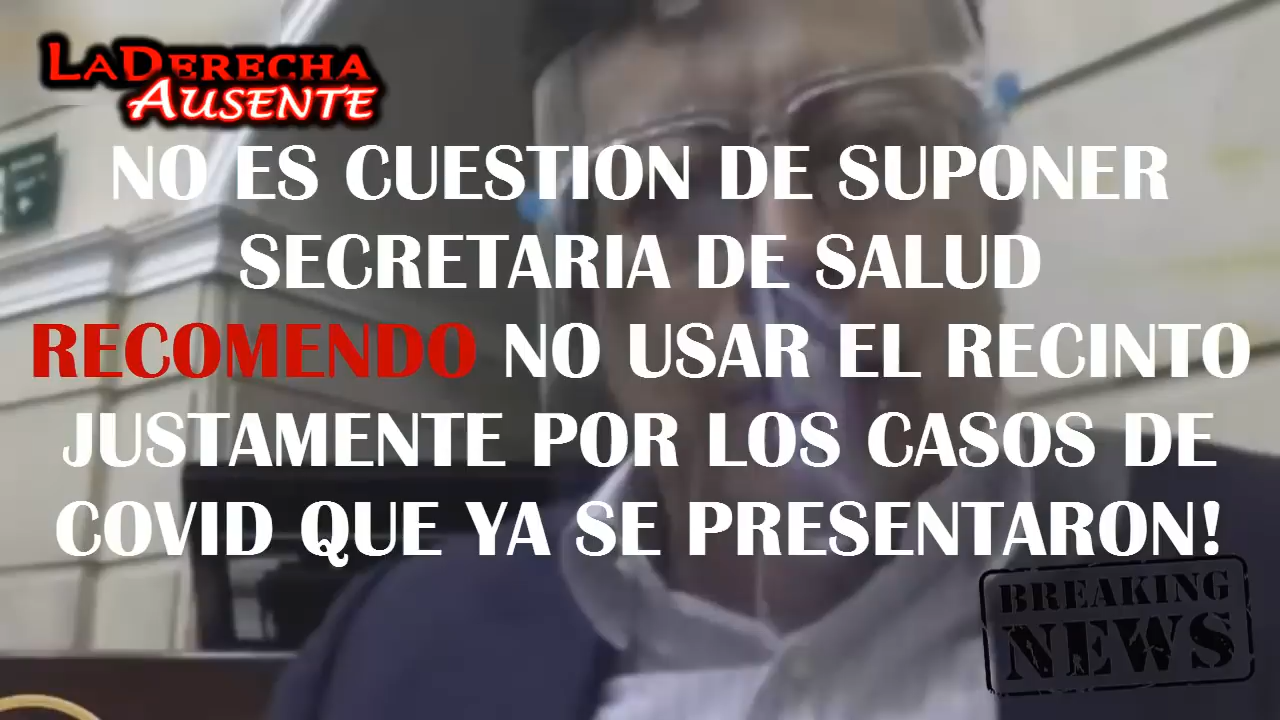 LADERECHA
AUSENTE
NO ES CUESTION DE SUPONER
SECRETARIA DE SALUD
RECOMENDO NO USAR EL RECINTO
JUSTAMENTE POR LOS CASOS DE
COVID QUE YA SE PRESENTARON!
BREAKING
NEWS